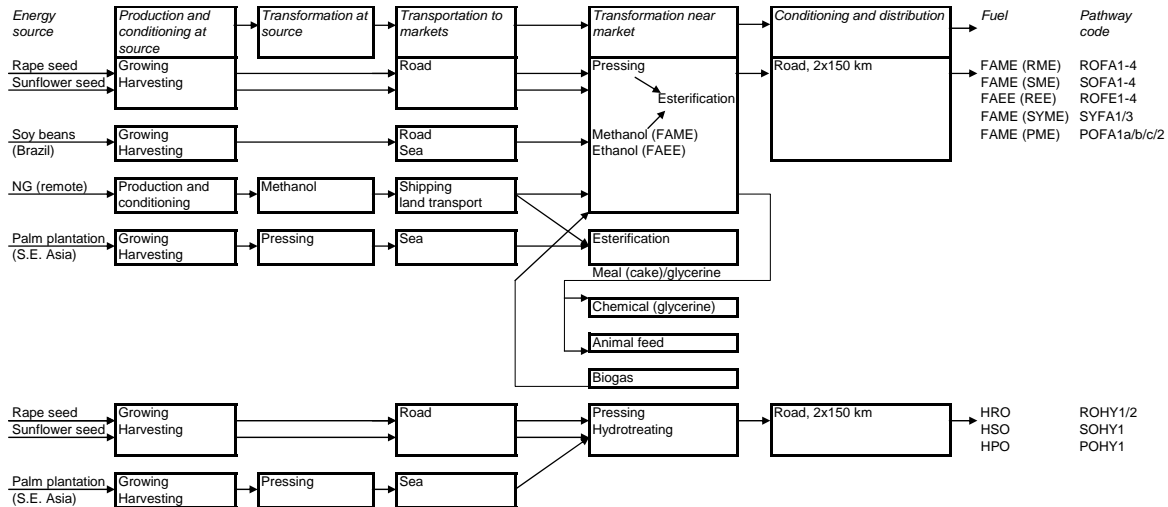 Energy source
Production and conditioning at source
Transformation at source
Transportation to markets
Transformation near market
Conditioning and distribution
Fuel
Pathway code
Rape seed
Sunflower seed
Growing
Harvesting
Road
Pressing
Esterification
Methanol (FAME)
Ethanol (FAEE)
Road, 2x150 km
FAME (RME) ROFA1-4
FAME (SME) SOFA1-4
FAEE (REE) ROFE1-4
FAME (SYME) SYFA1/3
FAME (PME) POFA1a/b/c/2
Soy beans
(Brazil)
Growing
Harvesting
Road
Sea
NG (remote)
Production and
conditioning
Methanol
Shipping
land transport
Palm plantation
(S.E. Asia)
Growing
Harvesting
Pressing
Sea
Esterification
Meal (cake)/glycerine
Chemical (glycerine)
Animal feed
Biogas
Rape seed
Sunflower seed
Growing
Harvesting
Road
Pressing
Hydrotreating
Road, 2x150 km
HRO ROHY1/2
HSO SOHY1
HPO POHY1
Palm plantation
(S.E. Asia)
Growing
Harvesting
Pressing
Sea